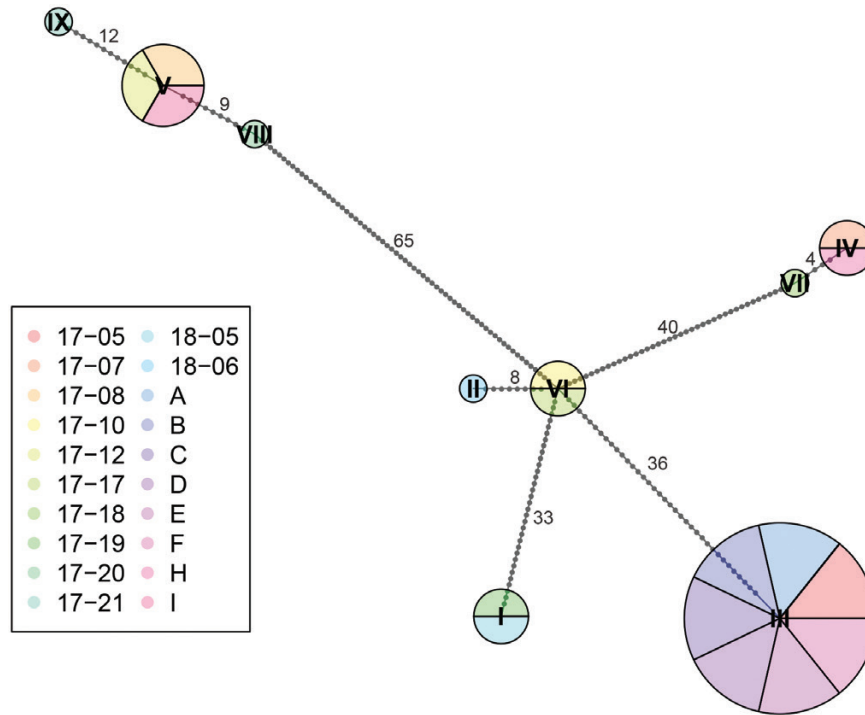 IX
12
V
9
VIII
65
IV
4
VII
40
II
8
VI
36
33
I
III
17-05 18-05
17-07 18-06
17-08 A
17-10 B
17-12 C
17-17 D
17-18 E
17-19 F
17-20 H
17-21 I